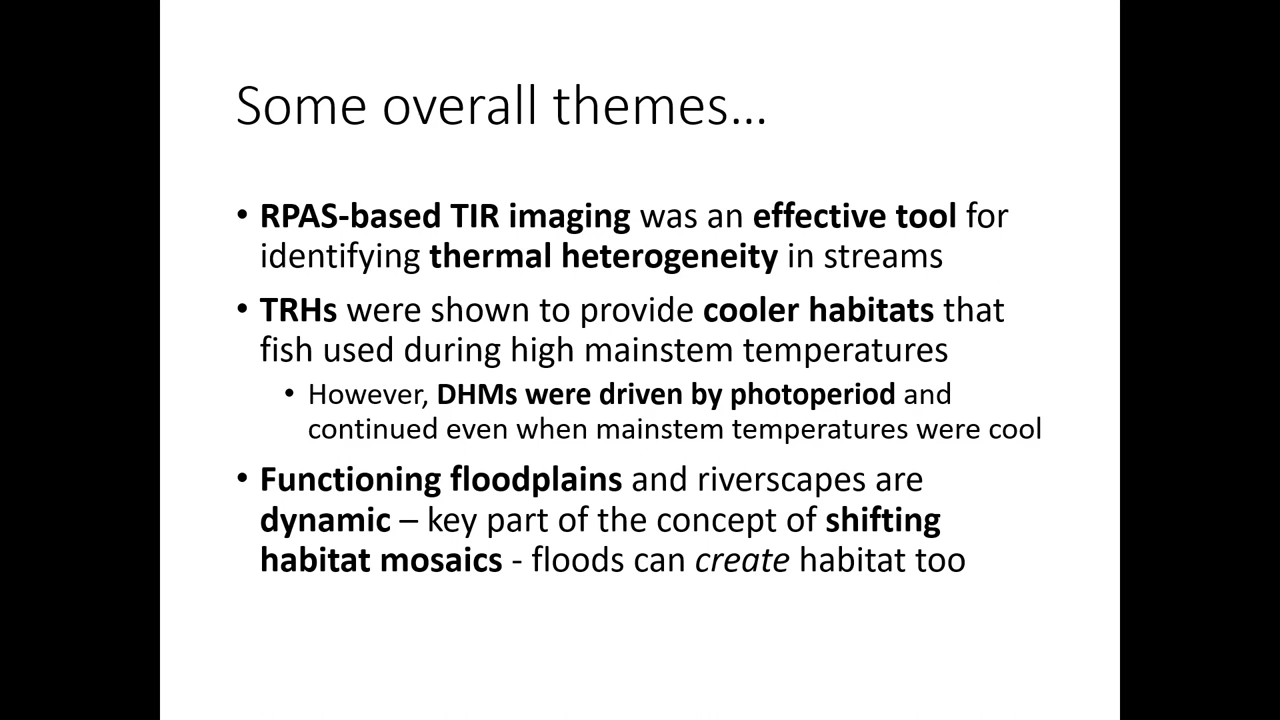 Some overall themes…
• RPAS-based TIR imaging was an effective tool for
identifying thermal heterogeneity in streams
• TRHs were shown to provide cooler habitats that
fish used during high mainstem temperatures
• However, DHMs were driven by photoperiod and
continued even when mainstem temperatures were cool
• Functioning floodplains and riverscapes are
dynamic – key part of the concept of shifting
habitat mosaics - floods can create habitat too